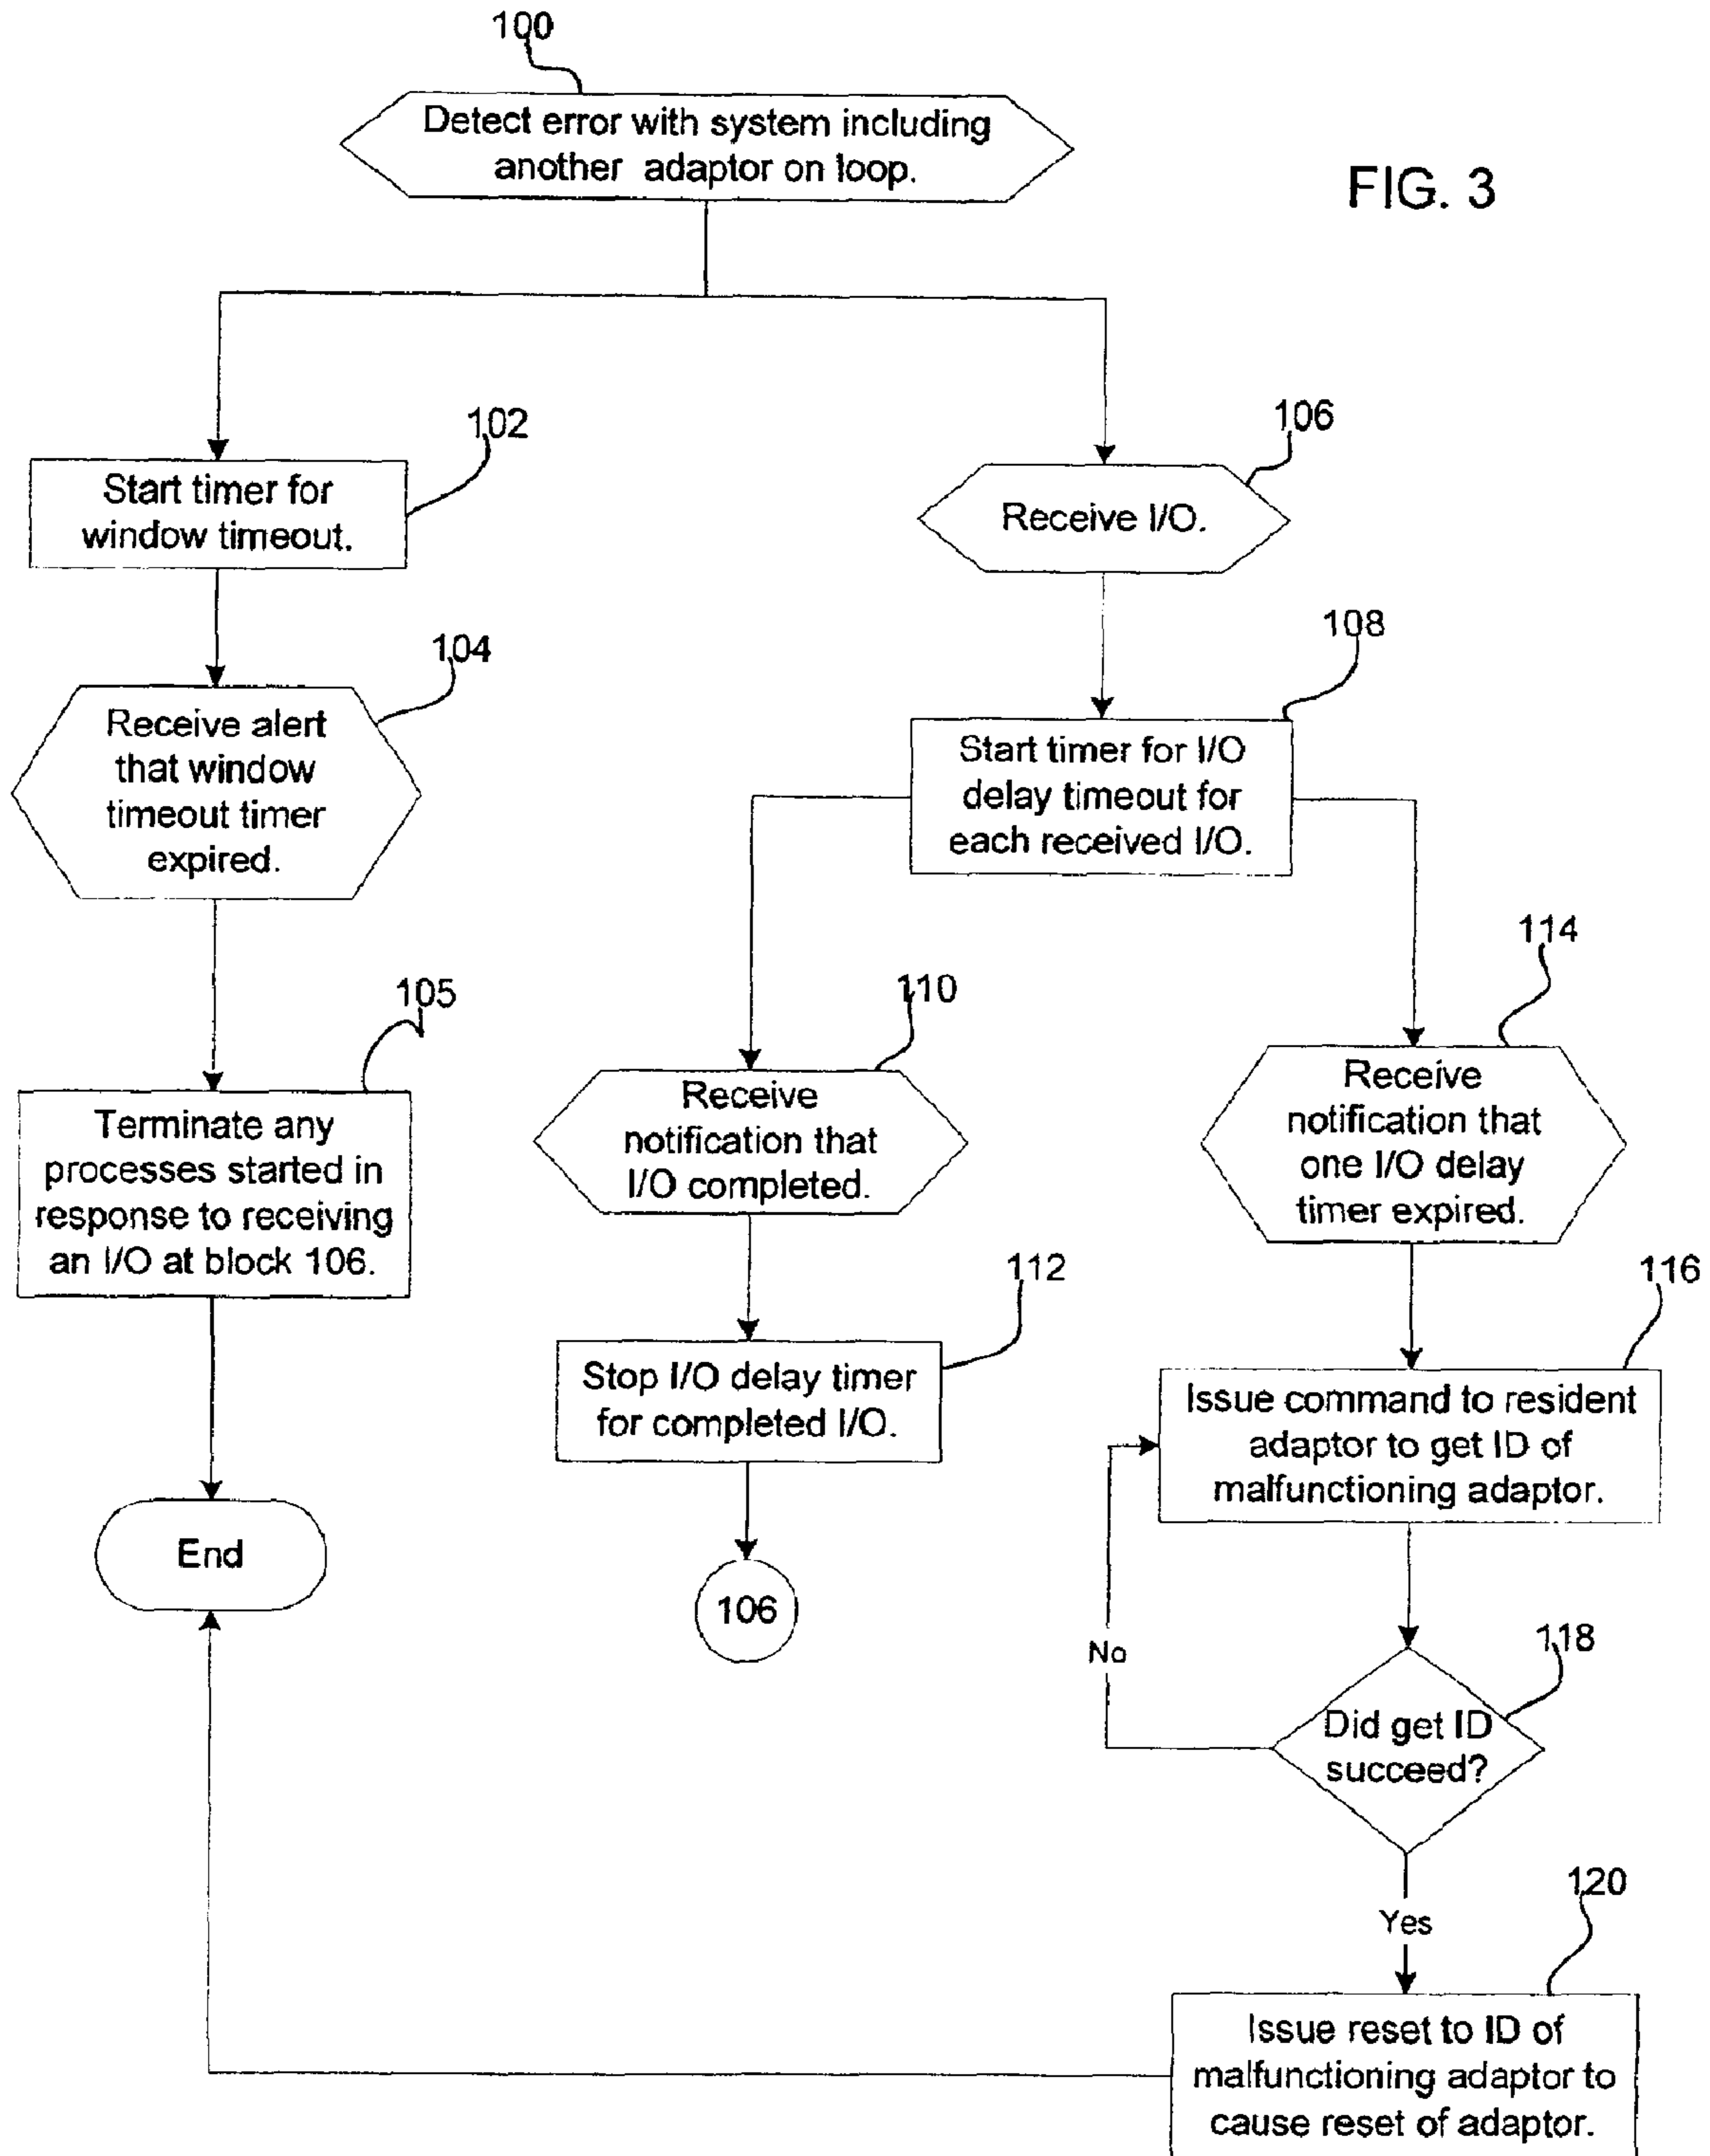 100
Detect error with system including
another adaptor on loop.
FIG. 3
102
Start timer for
window timeout.
106
Receive I/O.
104
Receive alert
that window
timeout timer
expired.
108
Start timer for I/O
delay timeout for
each received I/O.
105
Terminate any
processes started in
response to receiving
an I/O at block 106.
110
Receive
notification that
I/O completed.
114
Receive
notification that
one I/O delay
timer expired.
112
Stop I/O delay timer
for completed I/O.
116
Issue command to resident
adaptor to get ID of
malfunctioning adaptor.
End
106
No
118
Did get ID
succeed?
Yes
120
Issue reset to ID of
malfunctioning adaptor to
cause reset of adaptor.